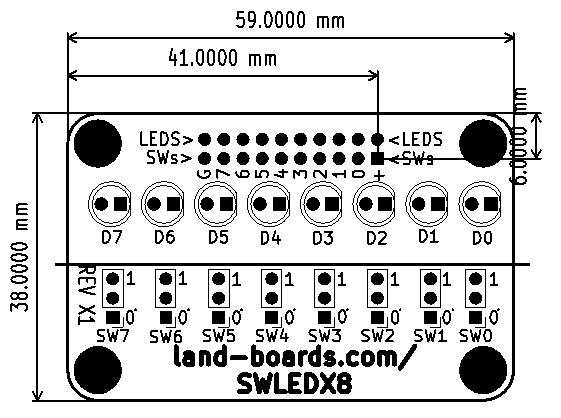 59.0000 mm
41.0000 mm
LEDS> <LEDS
SWs> <SWs
6.0000 mm
G 7 6 5 4 3 2 1 0 +
D7 D6 D5 D4 D3 D2 D1 D0
38.0000 mm
REV X1
1 1 1 1 1 1 1 1
0 0 0 0 0 0 0 0
SW7 SW6 SW5 SW4 SW3 SW2 SW1 SW0
land-boards.com/
SWLEDX8